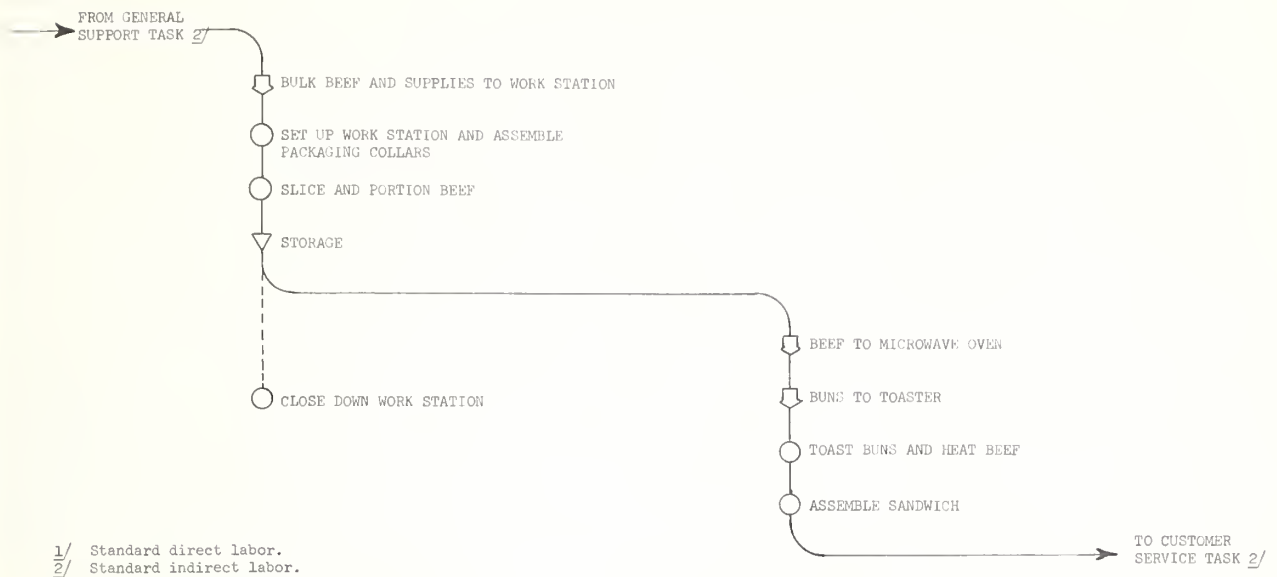 FROM GENERAL
SUPPORT TASK 2/
BULK BEEF AND SUPPLIES TO WORK STATION
SET UP WORK STATION AND ASSEMBLE
PACKAGING COLLARS
SLICE AND PORTION BEEF
STORAGE
BEEF TO MICROWAVE OVEN
CLOSE DOWN WORK STATION
BUNS TO TOASTER
TOAST BUNS AND HEAT BEEF
ASSEMBLE SANDWICH
TO CUSTOMER
SERVICE TASK 2/
1/ Standard direct labor.
2/ Standard indirect labor.